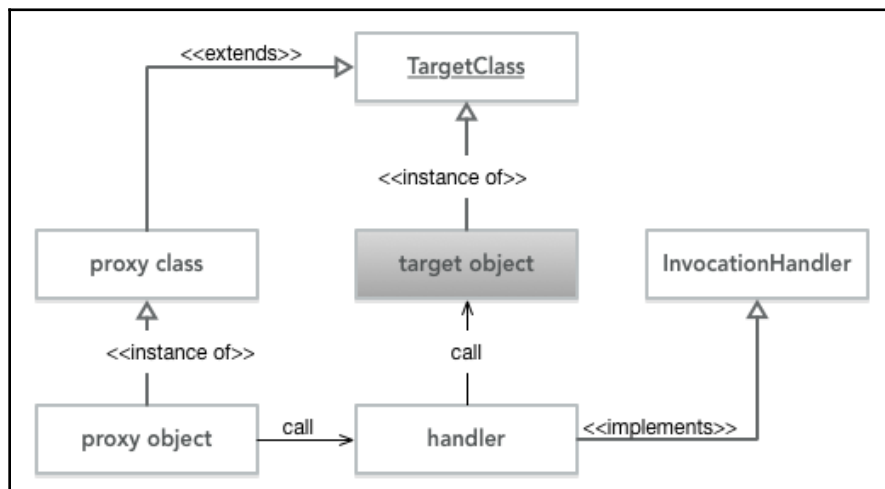 <<extends>>
TargetClass
<<instance of>>
proxy class
target object
InvocationHandler
<<instance of>>
call
proxy object
call
handler
<<implements>>